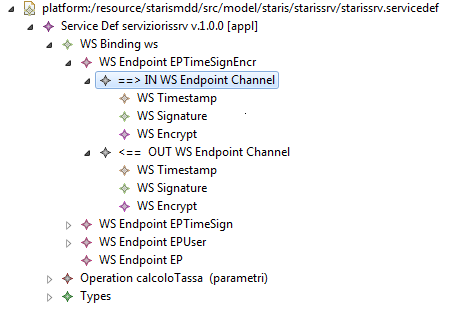 platform:/resource/starismdd/src/model/staris/starissrv/starissrv.servicedef
Service Def serviziorissrv v.1.0.0 [appl]
WS Binding ws
WS Endpoint EPTimeSignEncr
==> IN WS Endpoint Channel
WS Timestamp
WS Signature
WS Encrypt
<== OUT WS Endpoint Channel
WS Timestamp
WS Signature
WS Encrypt
WS Endpoint EPTimeSign
WS Endpoint EPUser
WS Endpoint EP
Operation calcoloTassa (parametri)
Types